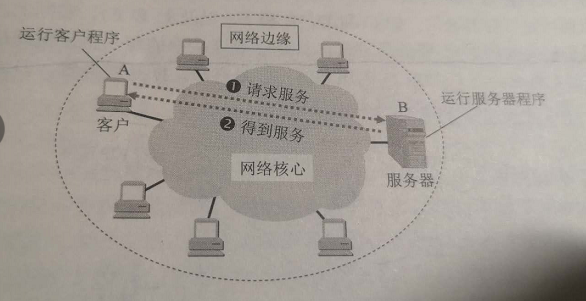 运行客户程序
网络边缘
A
❶ 请求服务
B
运行服务器程序
客户
❷ 得到服务
网络核心
服务器